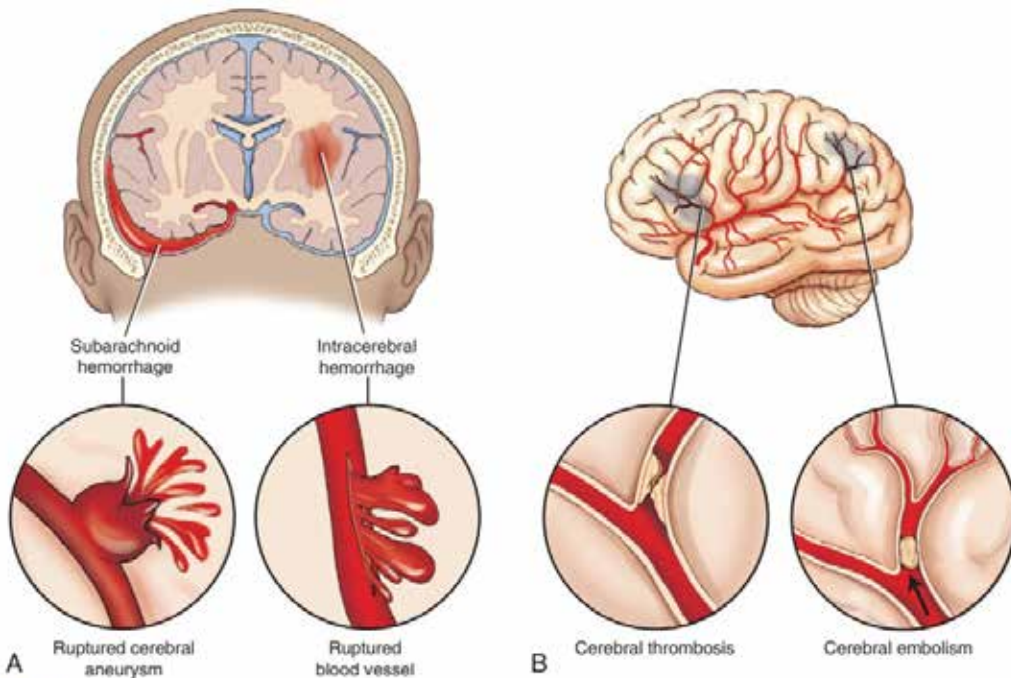 Subarachnoid
hemorrhage
Intracerebral
hemorrhage
A
Ruptured cerebral
aneurysm
Ruptured
blood vessel
B
Cerebral thrombosis
Cerebral embolism